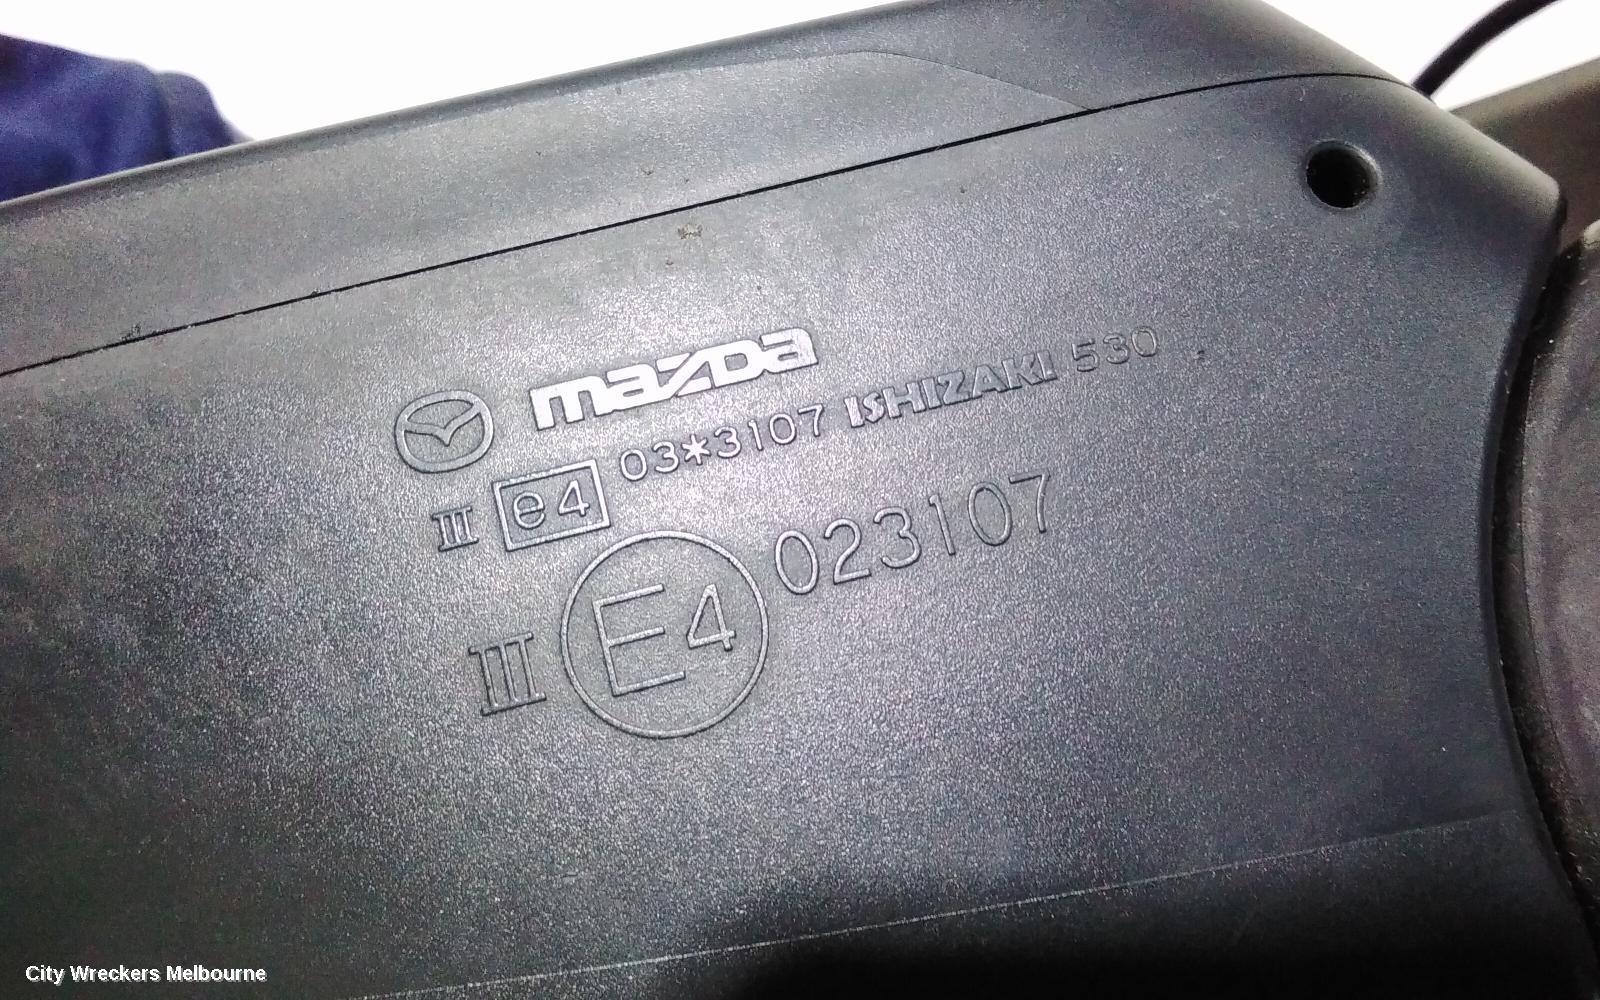 mazda
III e4 03*3107 ISHIZAKI 530
III E4 023107
City Wreckers Melbourne